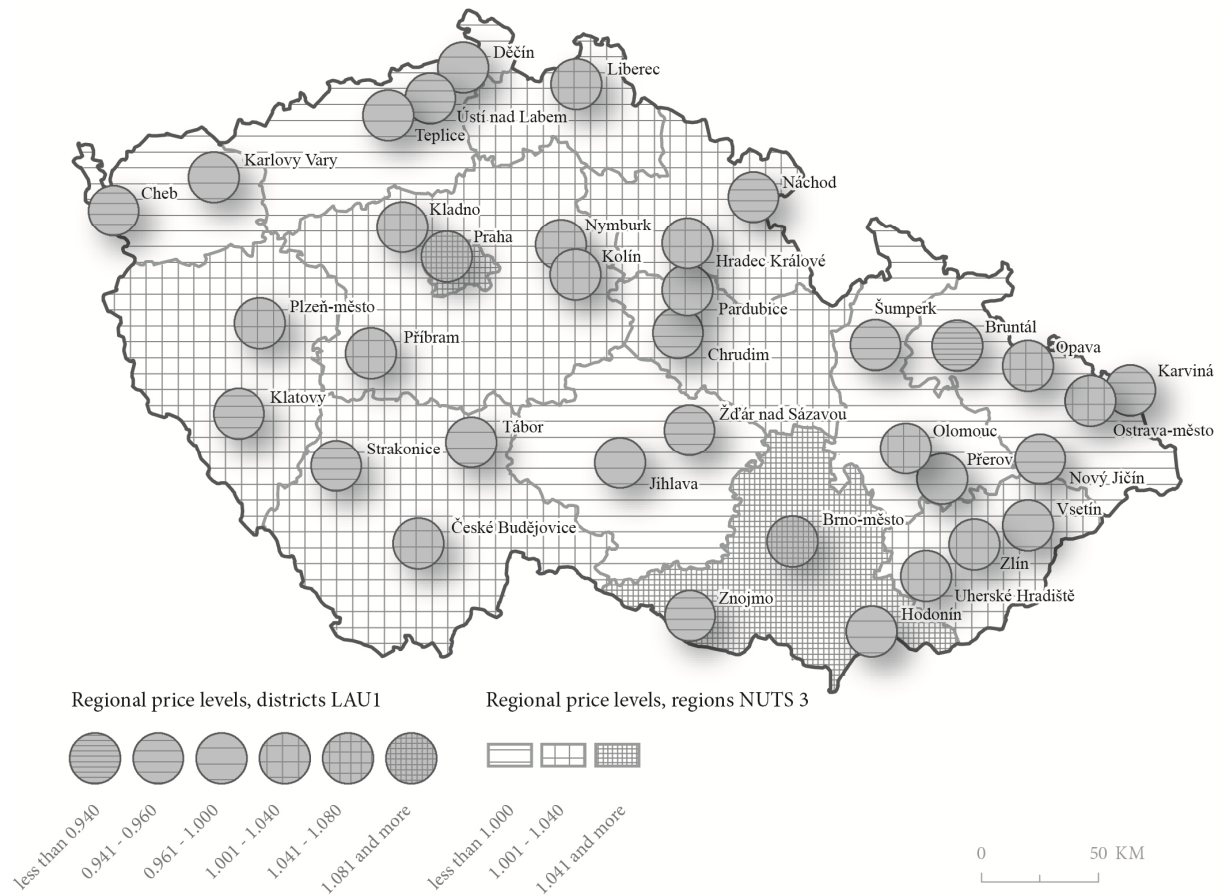 Děčín
Liberec
Ústí nad Labem
Teplice
Karlovy Vary
Náchod
Cheb
Kladno
Nymburk
Praha
Kolín
Hradec Králové
Plzeň-město
Pardubice
Šumperk
Bruntál
Příbram
Opava
Chrudim
Karviná
Klatovy
Žďár nad Sázavou
Tábor
Olomouc
Ostrava-město
Strakonice
Přerov
Jihlava
Nový Jičín
Vsetín
České Budějovice
Brno-město
Zlín
Znojmo
Uherské Hradiště
Hodonín
Regional price levels, districts LAU1
less than 0.940
0.941 - 0.960
0.961 - 1.000
1.001 - 1.040
1.041 - 1.080
1.081 and more
Regional price levels, regions NUTS 3
less than 1.000
1.001 - 1.040
1.041 and more
0 50 KM